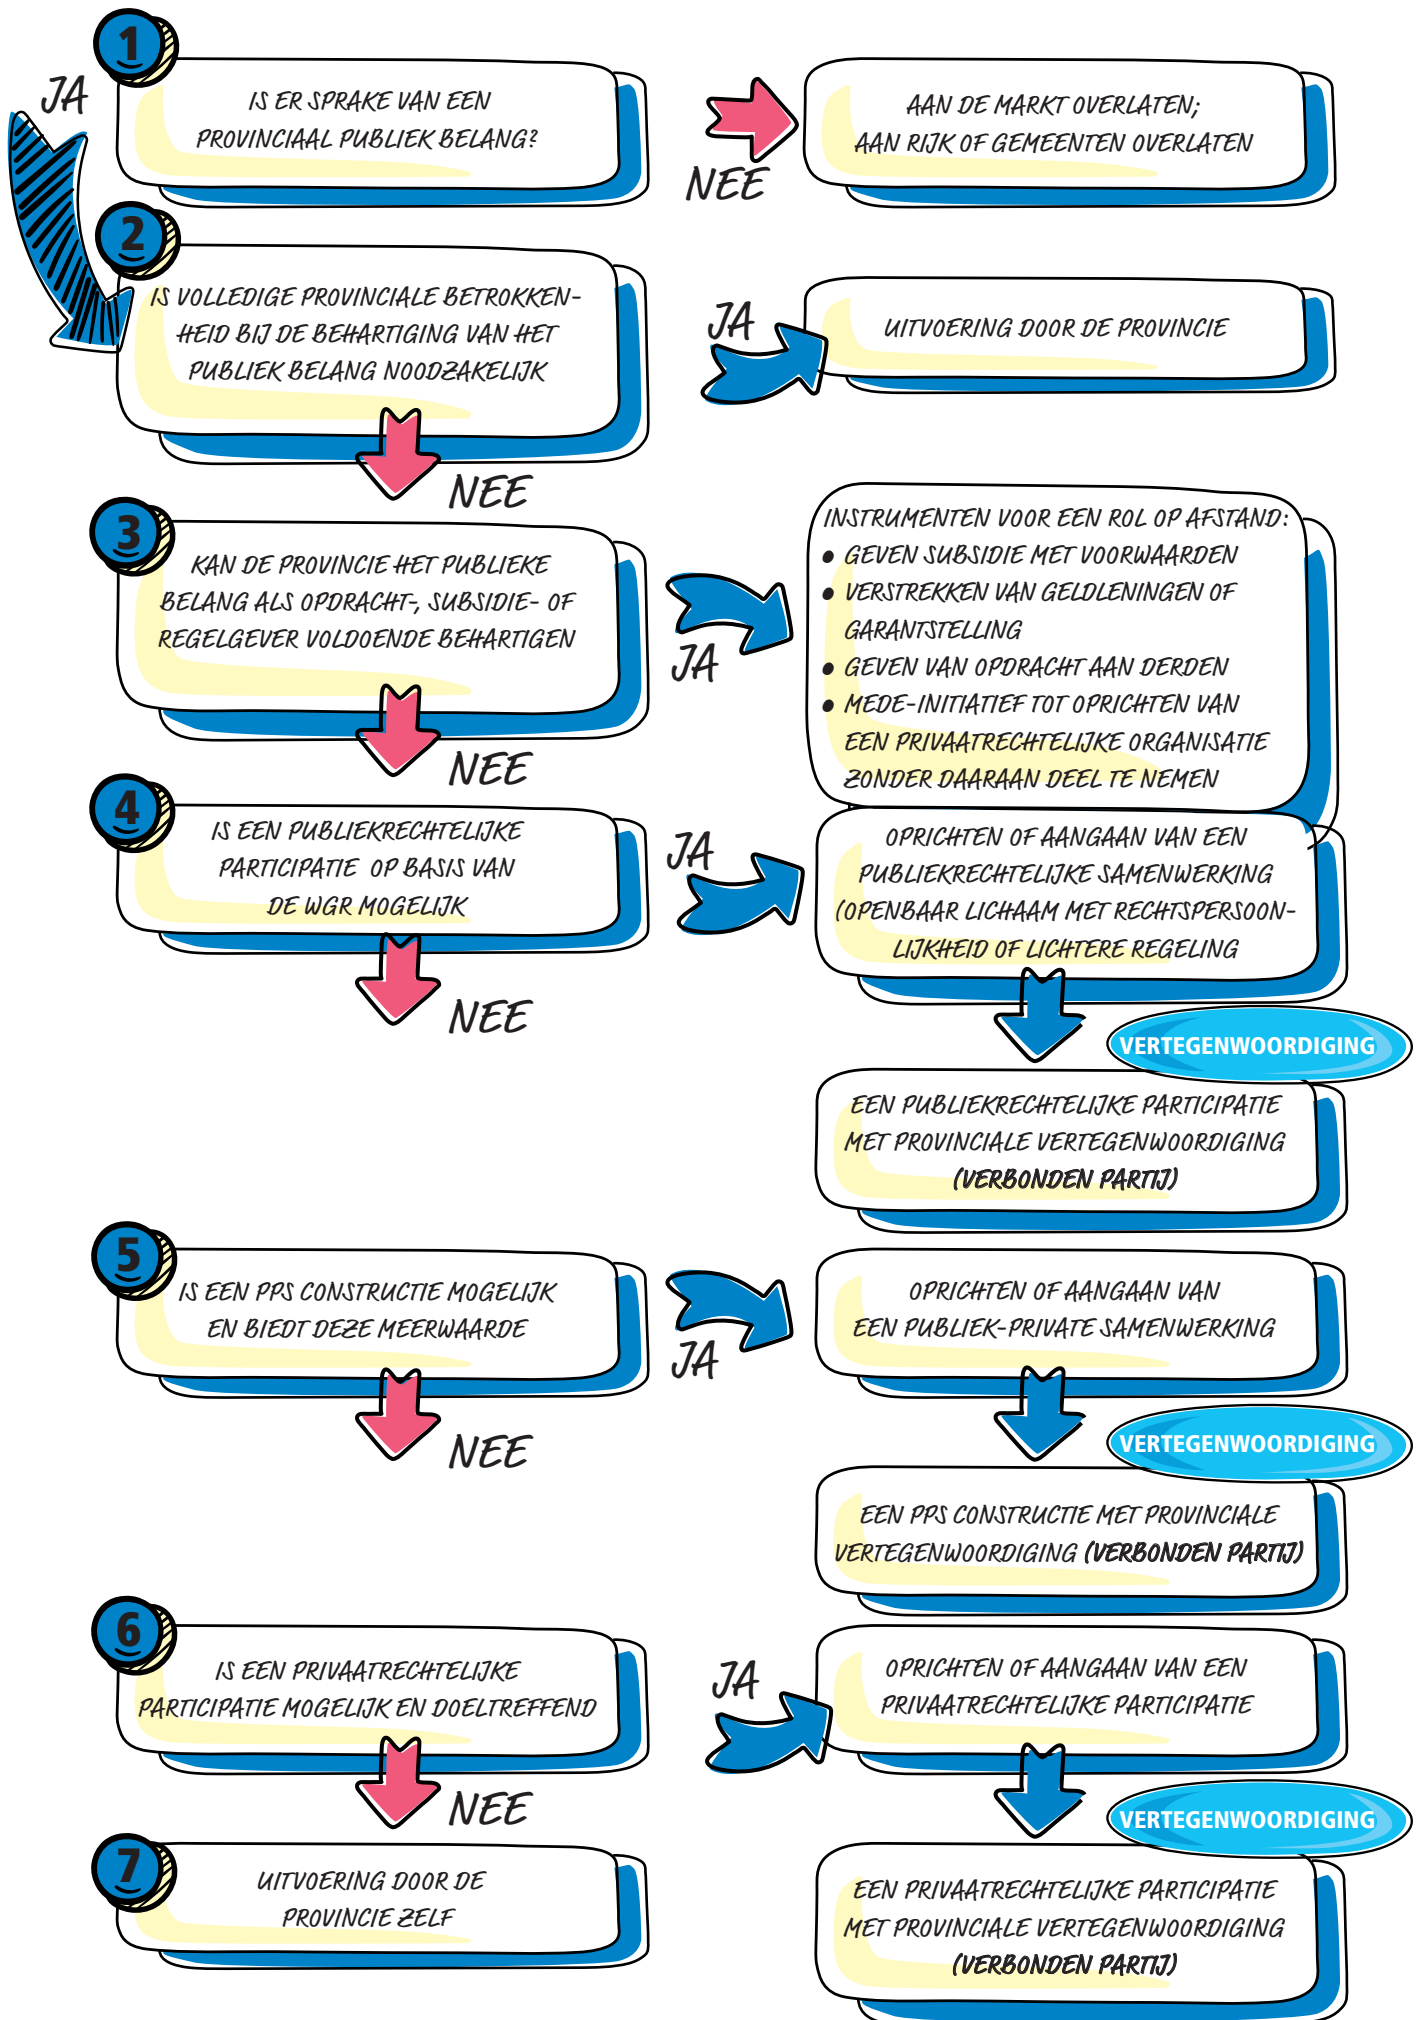 1
JA
IS ER SPRAKE VAN EEN
PROVINCIAAL PUBLIEK BELANG?
NEE
AAN DE MARKT OVERLATEN;
AAN RIJK OF GEMEENTEN OVERLATEN
2
IS VOLLEDIGE PROVINCIALE BETROKKEN-
HEID BIJ DE BEHARTIGING VAN HET
PUBLIEK BELANG NOODZAKELIJK
JA
UITVOERING DOOR DE PROVINCIE
NEE
3
KAN DE PROVINCIE HET PUBLIEKE
BELANG ALS OPDRACHT-, SUBSIDIE- OF
REGELGEVER VOLDOENDE BEHARTIGEN
JA
INSTRUMENTEN VOOR EEN ROL OP AFSTAND:
• GEVEN SUBSIDIE MET VOORWAARDEN
• VERSTREKKEN VAN GELDLENINGEN OF
GARANTSTELLING
• GEVEN VAN OPDRACHT AAN DERDEN
• MEDE-INITIATIEF TOT OPRICHTEN VAN
EEN PRIVAATRECHTELIJKE ORGANISATIE
ZONDER DAARAAN DEEL TE NEMEN
NEE
4
IS EEN PUBLIEKRECHTELIJKE
PARTICIPATIE OP BASIS VAN
DE WGR MOGELIJK
JA
OPRICHTEN OF AANGAAN VAN EEN
PUBLIEKRECHTELIJKE SAMENWERKING
(OPENBAAR LICHAAM MET RECHTSPERSOON-
LIJKHEID OF LICHTERE REGELING
NEE
VERTEGENWOORDIGING
EEN PUBLIEKRECHTELIJKE PARTICIPATIE
MET PROVINCIALE VERTEGENWOORDIGING
(VERBONDEN PARTIJ)
5
IS EEN PPS CONSTRUCTIE MOGELIJK
EN BIEDT DEZE MEERWAARDE
JA
OPRICHTEN OF AANGAAN VAN
EEN PUBLIEK-PRIVATE SAMENWERKING
NEE
VERTEGENWOORDIGING
EEN PPS CONSTRUCTIE MET PROVINCIALE
VERTEGENWOORDIGING (VERBONDEN PARTIJ)
6
IS EEN PRIVAATRECHTELIJKE
PARTICIPATIE MOGELIJK EN DOELTREFFEND
JA
OPRICHTEN OF AANGAAN VAN EEN
PRIVAATRECHTELIJKE PARTICIPATIE
NEE
VERTEGENWOORDIGING
7
UITVOERING DOOR DE
PROVINCIE ZELF
EEN PRIVAATRECHTELIJKE PARTICIPATIE
MET PROVINCIALE VERTEGENWOORDIGING
(VERBONDEN PARTIJ)